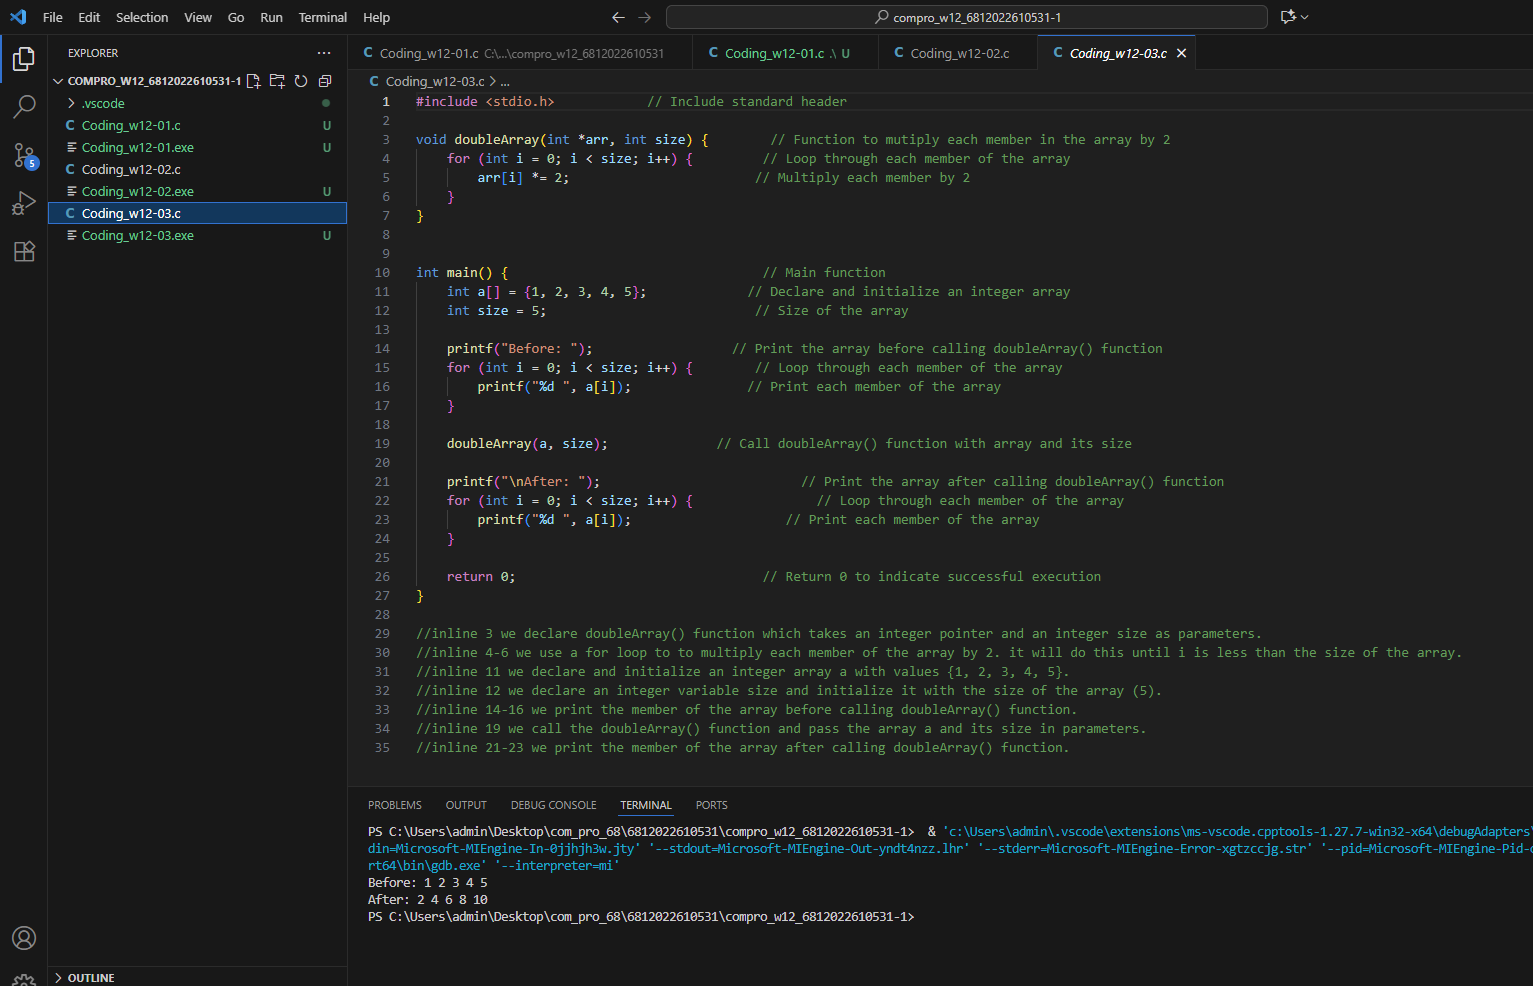 File Edit Selection View Go Run Terminal Help
compro_w12_6812022610531-1
EXPLORER
COMPRO_W12_6812022610531-1
.vscode
C Coding_w12-01.c U
Coding_w12-01.exe U
C Coding_w12-02.c
Coding_w12-02.exe U
C Coding_w12-03.c
Coding_w12-03.exe U
5
OUTLINE
C Coding_w12-01.c C:\...\compro_w12_6812022610531
C Coding_w12-01.c .\ U
C Coding_w12-02.c
C Coding_w12-03.c
C Coding_w12-03.c > ...
1 #include <stdio.h> // Include standard header
2
3 void doubleArray(int *arr, int size) { // Function to mutiply each member in the array by 2
4 for (int i = 0; i < size; i++) { // Loop through each member of the array
5 arr[i] *= 2; // Multiply each member by 2
6 }
7 }
8
9
10 int main() { // Main function
11 int a[] = {1, 2, 3, 4, 5}; // Declare and initialize an integer array
12 int size = 5; // Size of the array
13
14 printf("Before: "); // Print the array before calling doubleArray() function
15 for (int i = 0; i < size; i++) { // Loop through each member of the array
16 printf("%d ", a[i]); // Print each member of the array
17 }
18
19 doubleArray(a, size); // Call doubleArray() function with array and its size
20
21 printf("\nAfter: "); // Print the array after calling doubleArray() function
22 for (int i = 0; i < size; i++) { // Loop through each member of the array
23 printf("%d ", a[i]); // Print each member of the array
24 }
25
26 return 0; // Return 0 to indicate successful execution
27 }
28
29 //inline 3 we declare doubleArray() function which takes an integer pointer and an integer size as parameters.
30 //inline 4-6 we use a for loop to to multiply each member of the array by 2. it will do this until i is less than the size of the array.
31 //inline 11 we declare and initialize an integer array a with values {1, 2, 3, 4, 5}.
32 //inline 12 we declare an integer variable size and initialize it with the size of the array (5).
33 //inline 14-16 we print the member of the array before calling doubleArray() function.
34 //inline 19 we call the doubleArray() function and pass the array a and its size in parameters.
35 //inline 21-23 we print the member of the array after calling doubleArray() function.
PROBLEMS OUTPUT DEBUG CONSOLE TERMINAL PORTS
PS C:\Users\admin\Desktop\com_pro_68\6812022610531\compro_w12_6812022610531-1> & 'c:\Users\admin\.vscode\extensions\ms-vscode.cpptools-1.27.7-win32-x64\debugAdapters\
din=Microsoft-MIEngine-In-0jjhjh3w.jty' '--stdout=Microsoft-MIEngine-Out-yndt4nzz.lhr' '--stderr=Microsoft-MIEngine-Error-xgtzccjg.str' '--pid=Microsoft-MIEngine-Pid-
rt64\bin\gdb.exe' '--interpreter=mi'
Before: 1 2 3 4 5
After: 2 4 6 8 10
PS C:\Users\admin\Desktop\com_pro_68\6812022610531\compro_w12_6812022610531-1>